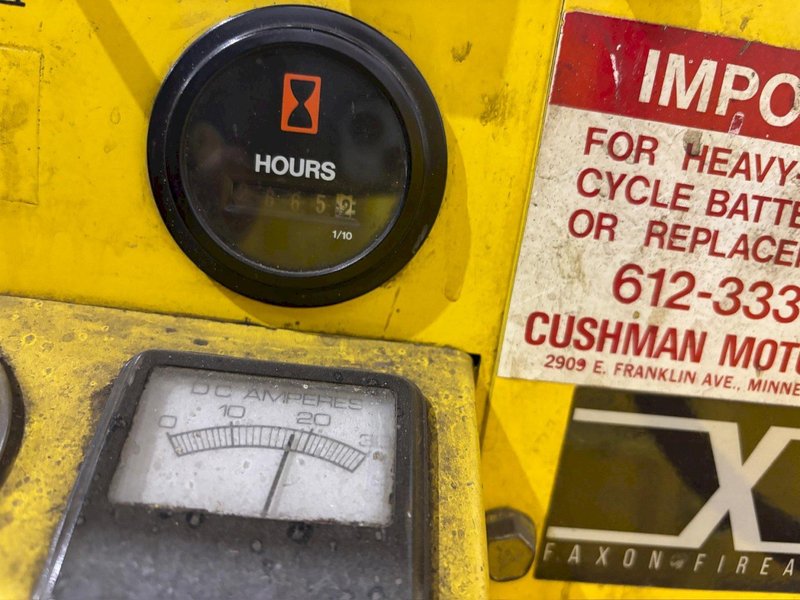 HOURS
1/10
DC AMPERES
0 10 20
IMPO
FOR HEAVY-
CYCLE BATTE
OR REPLACE
612-333
CUSHMAN MOTO
2909 E. FRANKLIN AVE., MINNE
X
FAXON FIREA